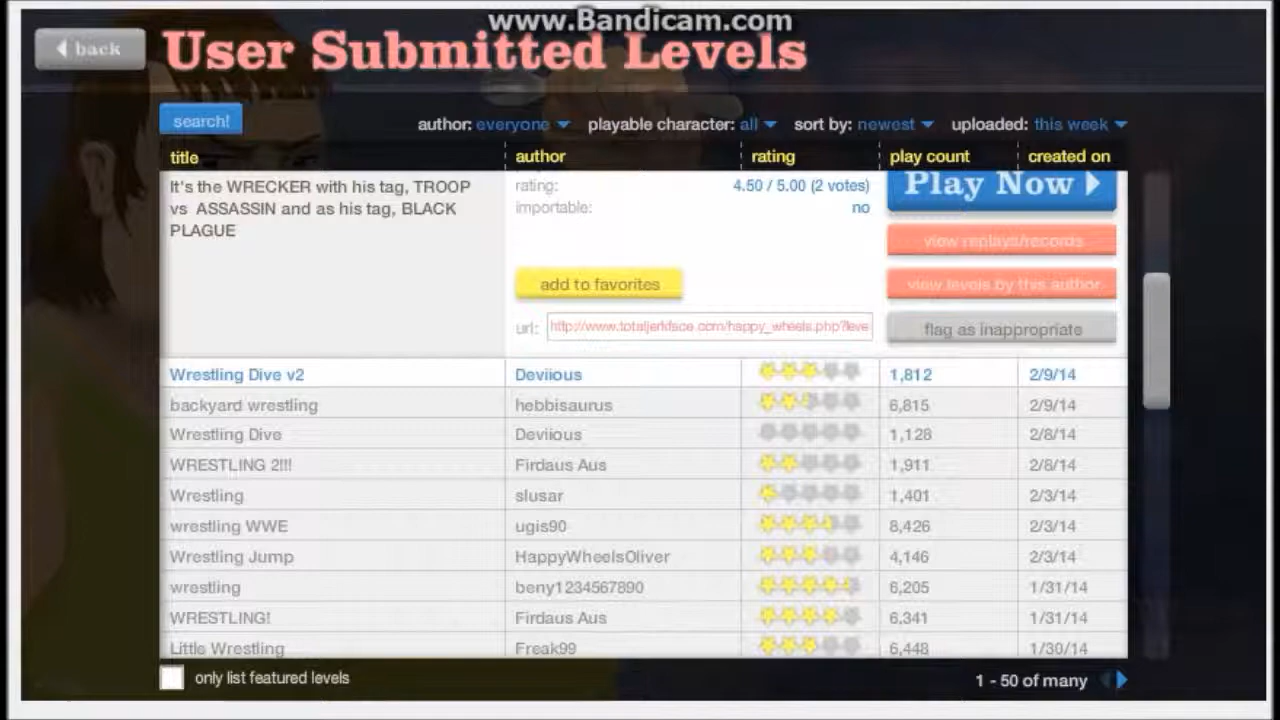 www.Bandicam.com
back
User Submitted Levels
search!
author: everyone playable character: all sort by: newest uploaded: this week
title author rating play count created on
It's the WRECKER with his tag, TROOP
vs ASSASSIN and as his tag, BLACK
PLAGUE
rating: 4.50 / 5.00 (2 votes)
importable: no
add to favorites
url: http://www.totaljerkface.com/happy_wheels.php?leve
Play Now
view replays/records
view levels by this author
flag as inappropriate
Wrestling Dive v2 Deviious 1,812 2/9/14
backyard wrestling hebbisaurus 6,815 2/9/14
Wrestling Dive Deviious 1,128 2/8/14
WRESTLING 2!!! Firdaus Aus 1,911 2/8/14
Wrestling slusar 1,401 2/3/14
wrestling WWE ugis90 8,426 2/3/14
Wrestling Jump HappyWheelsOliver 4,146 2/3/14
wrestling beny1234567890 6,205 1/31/14
WRESTLING! Firdaus Aus 6,341 1/31/14
Little Wrestling Freak99 6,448 1/30/14
only list featured levels
1 - 50 of many